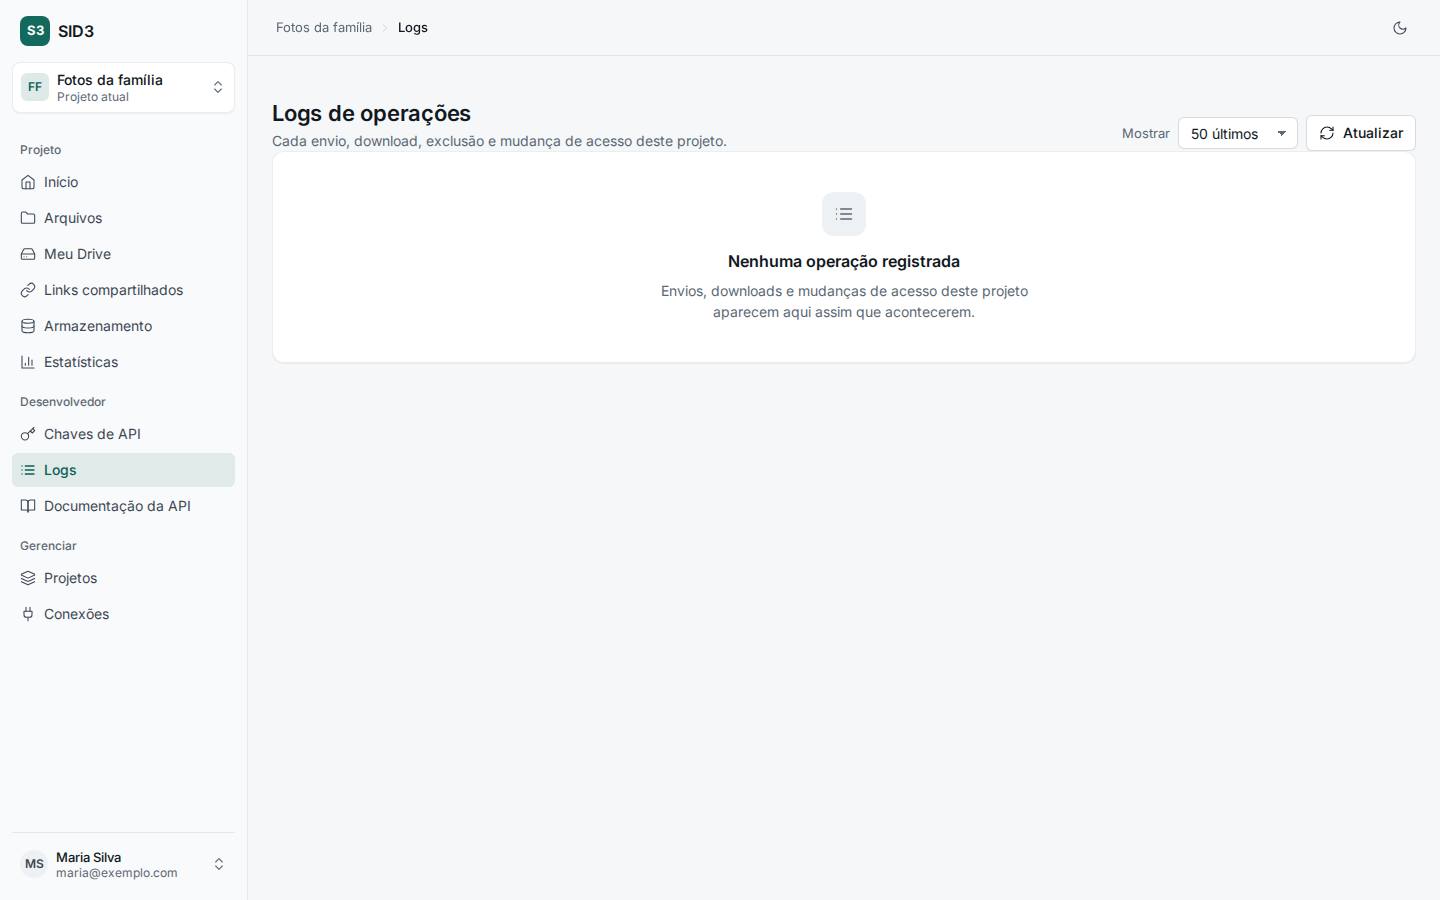 S3 SID3
FF Fotos da família
Projeto atual
Projeto
Início
Arquivos
Meu Drive
Links compartilhados
Armazenamento
Estatísticas
Desenvolvedor
Chaves de API
Logs
Documentação da API
Gerenciar
Projetos
Conexões
MS Maria Silva
maria@exemplo.com
Fotos da família Logs
Logs de operações
Cada envio, download, exclusão e mudança de acesso deste projeto.
Mostrar 50 últimos Atualizar
Nenhuma operação registrada
Envios, downloads e mudanças de acesso deste projeto
aparecem aqui assim que acontecerem.